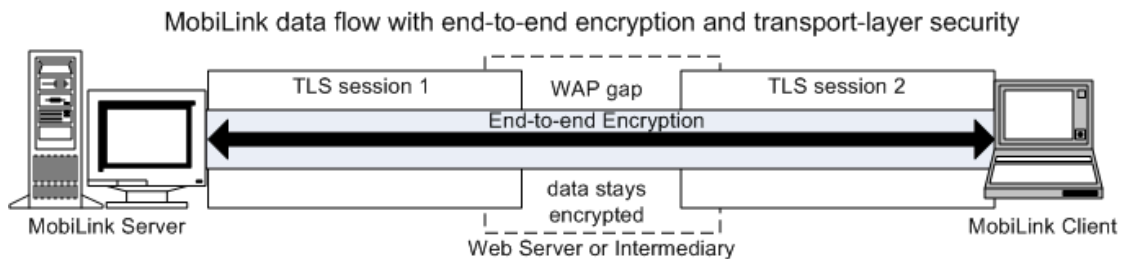 MobiLink data flow with end-to-end encryption and transport-layer security
TLS session 1
WAP gap
TLS session 2
End-to-end Encryption
data stays
encrypted
MobiLink Server
Web Server or Intermediary
MobiLink Client